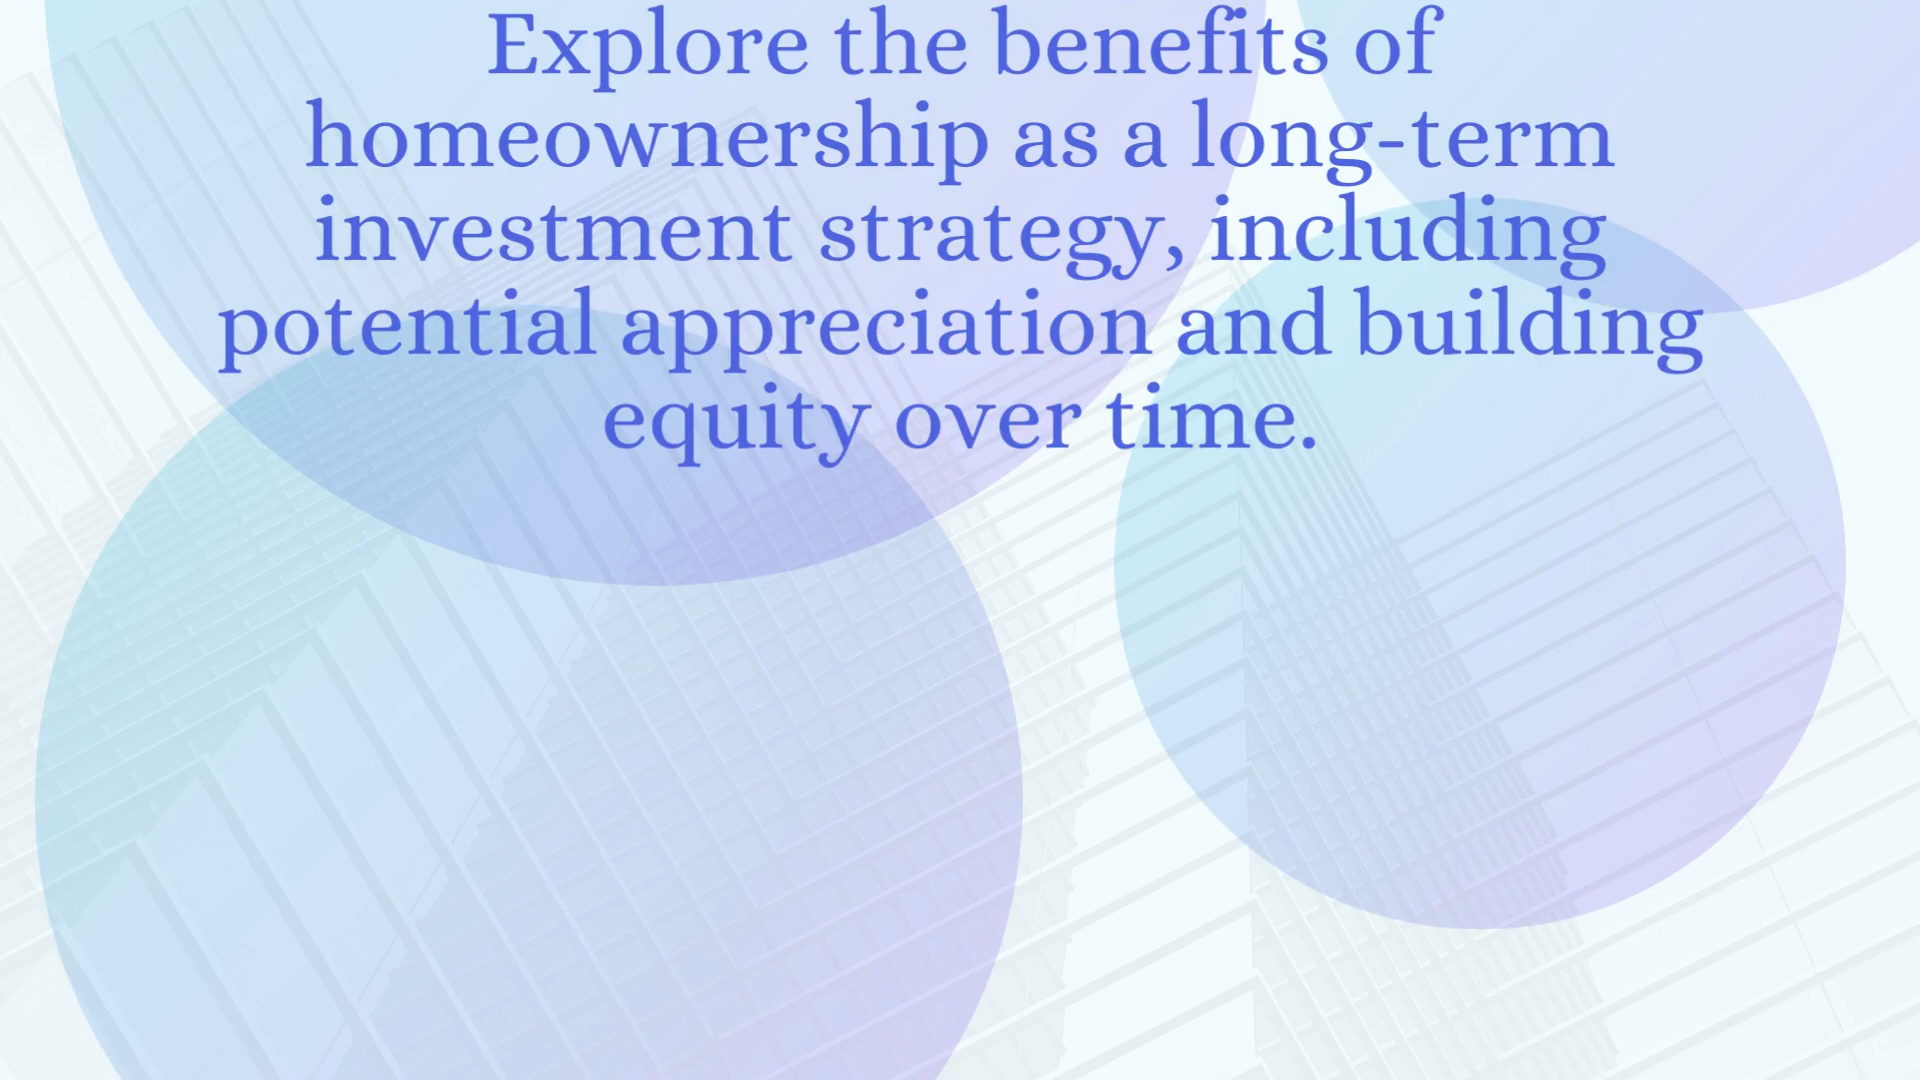 Explore the benefits of
homeownership as a long-term
investment strategy, including
potential appreciation and building
equity over time.